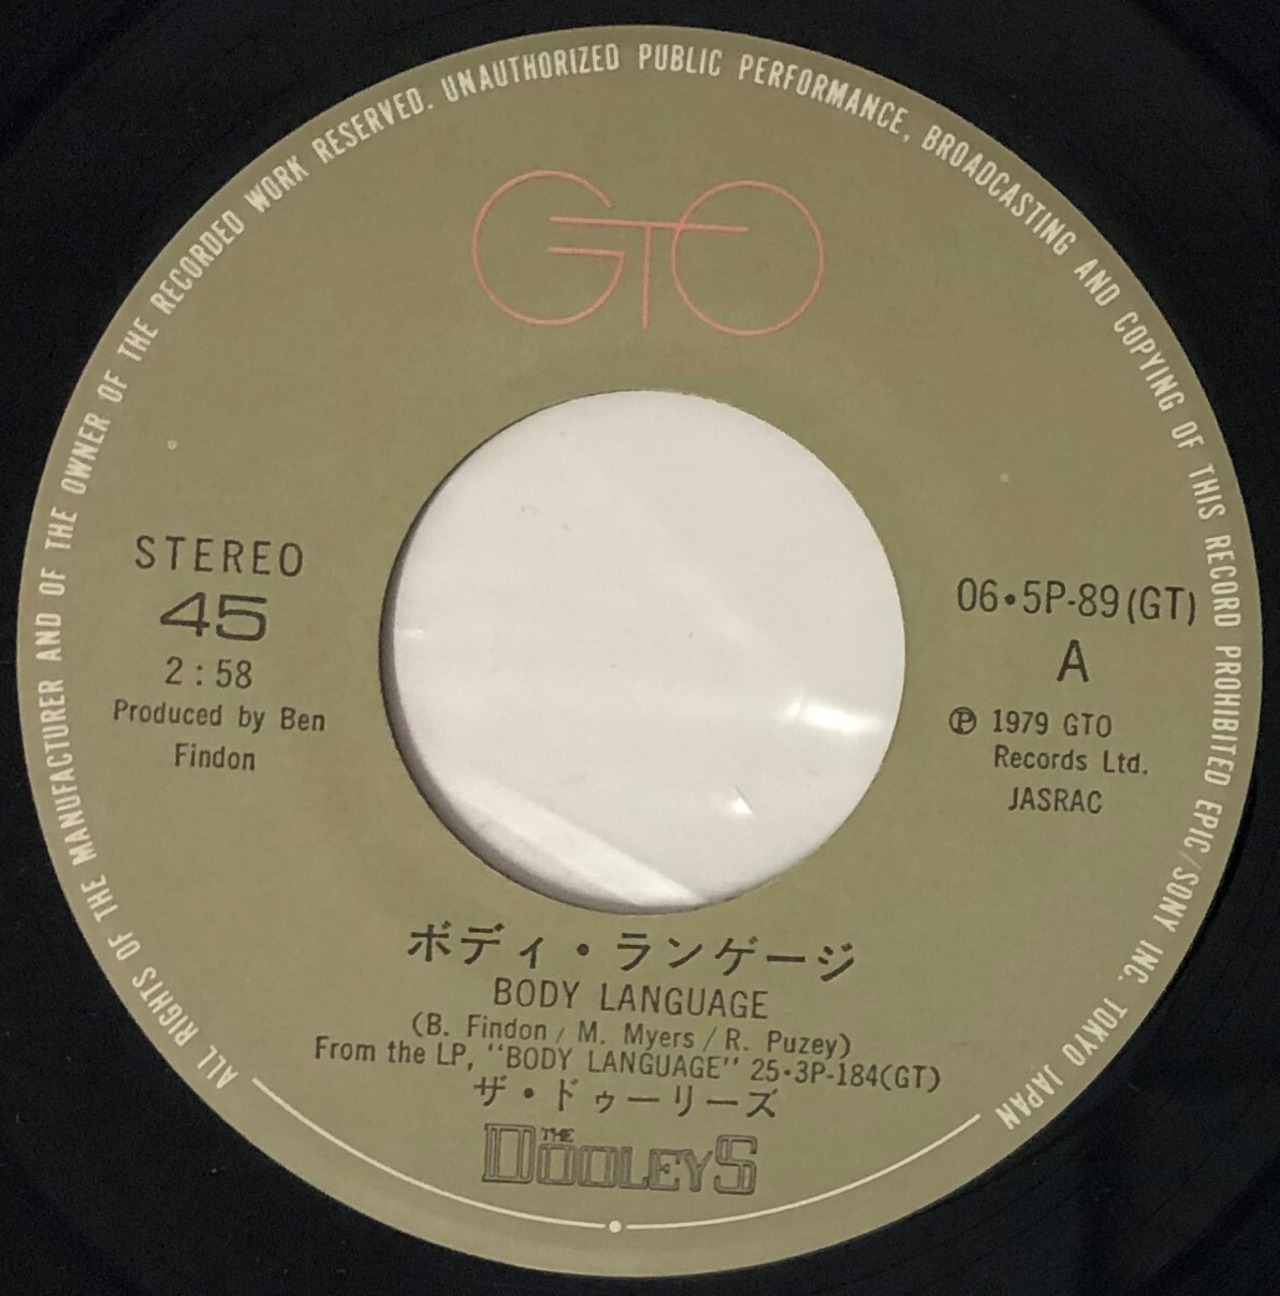 ALL RIGHTS OF THE MANUFACTURER AND OF THE OWNER OF THE RECORDED WORK RESERVED. UNAUTHORIZED PUBLIC PERFORMANCE, BROADCASTING AND COPYING OF THIS RECORD PROHIBITED EPIC/SONY INC. TOKYO JAPAN
GTO
STEREO
45
2:58
Produced by Ben
Findon
06•5P-89(GT)
A
Ⓟ 1979 GTO
Records Ltd.
JASRAC
ボディ・ランゲージ
BODY LANGUAGE
(B. Findon / M. Myers / R. Puzey)
From the LP, "BODY LANGUAGE" 25•3P-184(GT)
ザ・ドゥーリーズ
THE DOOLEYS